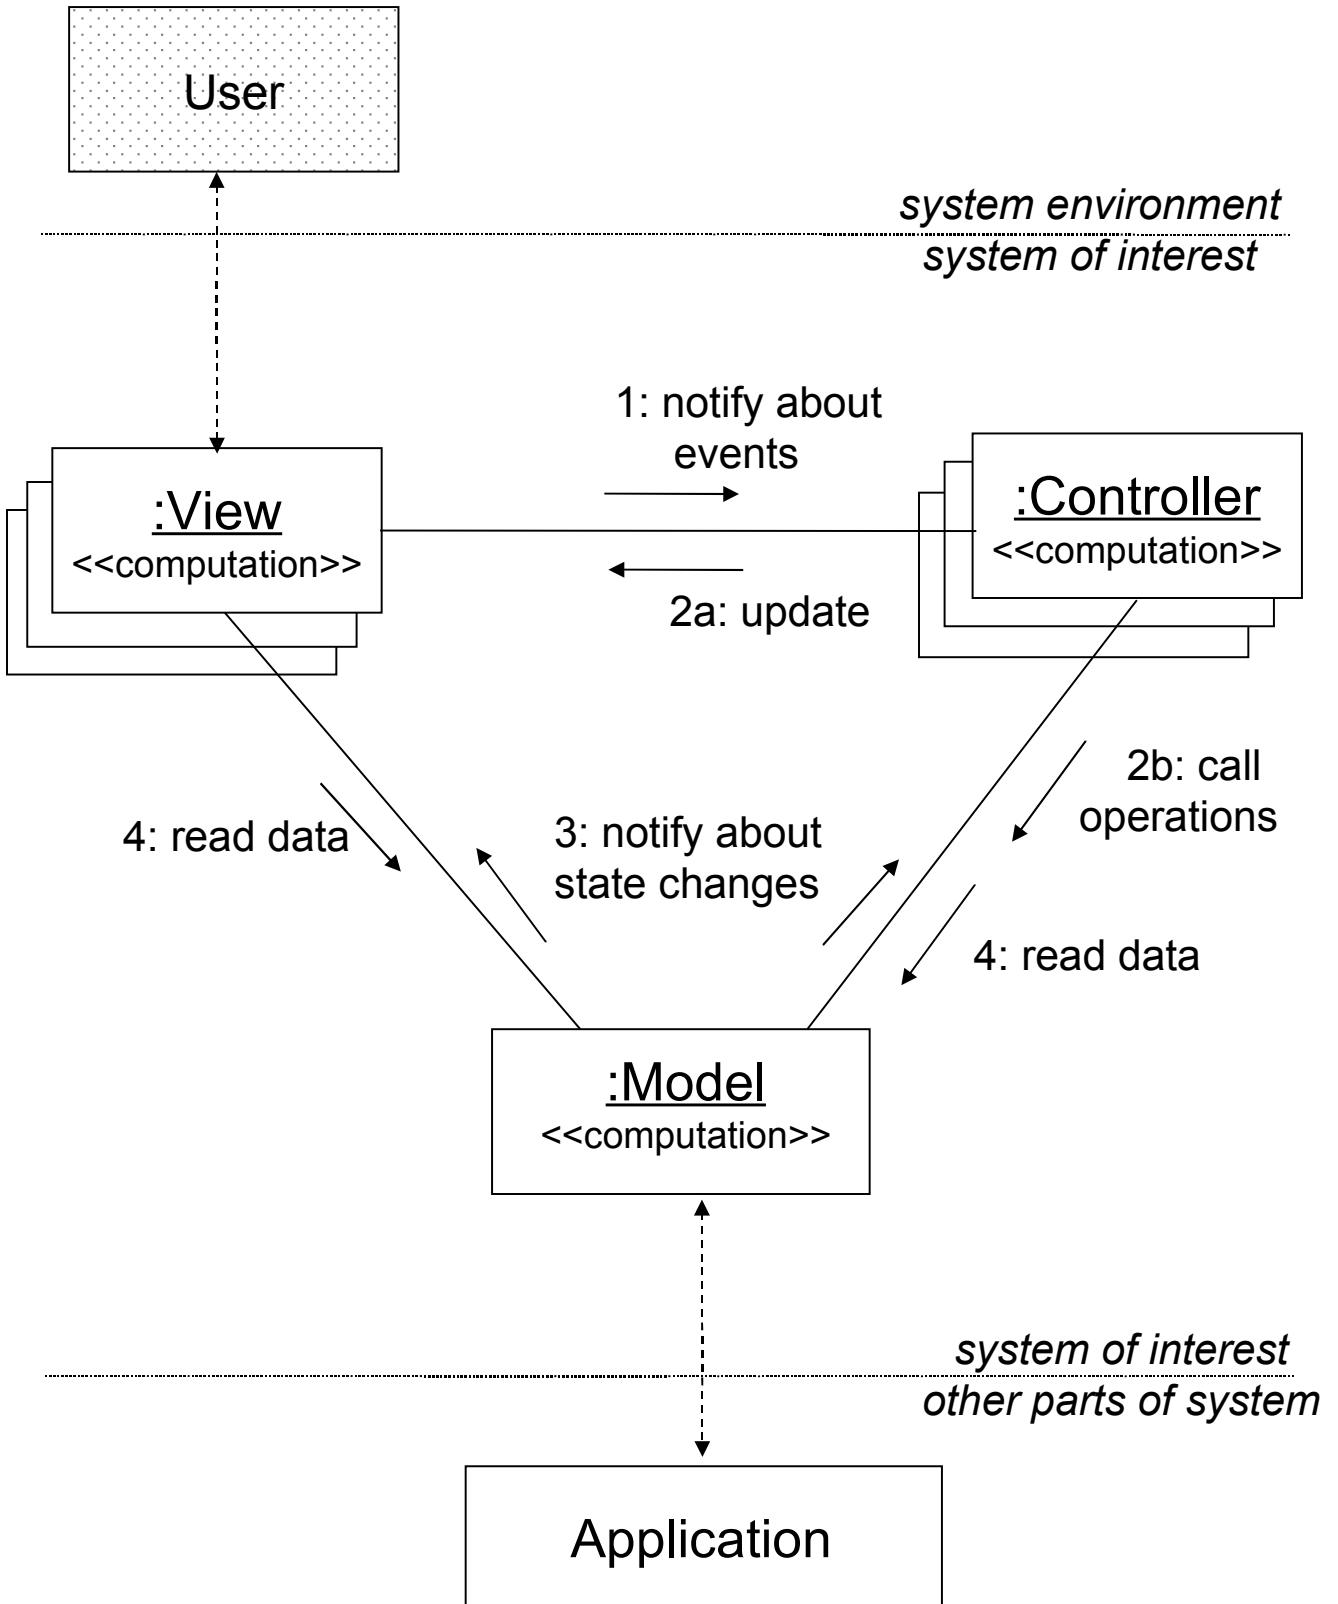 User
system environment
system of interest
1: notify about
events
:View
<<computation>>
:Controller
<<computation>>
2a: update
2b: call
operations
4: read data
3: notify about
state changes
4: read data
:Model
<<computation>>
system of interest
other parts of system
Application